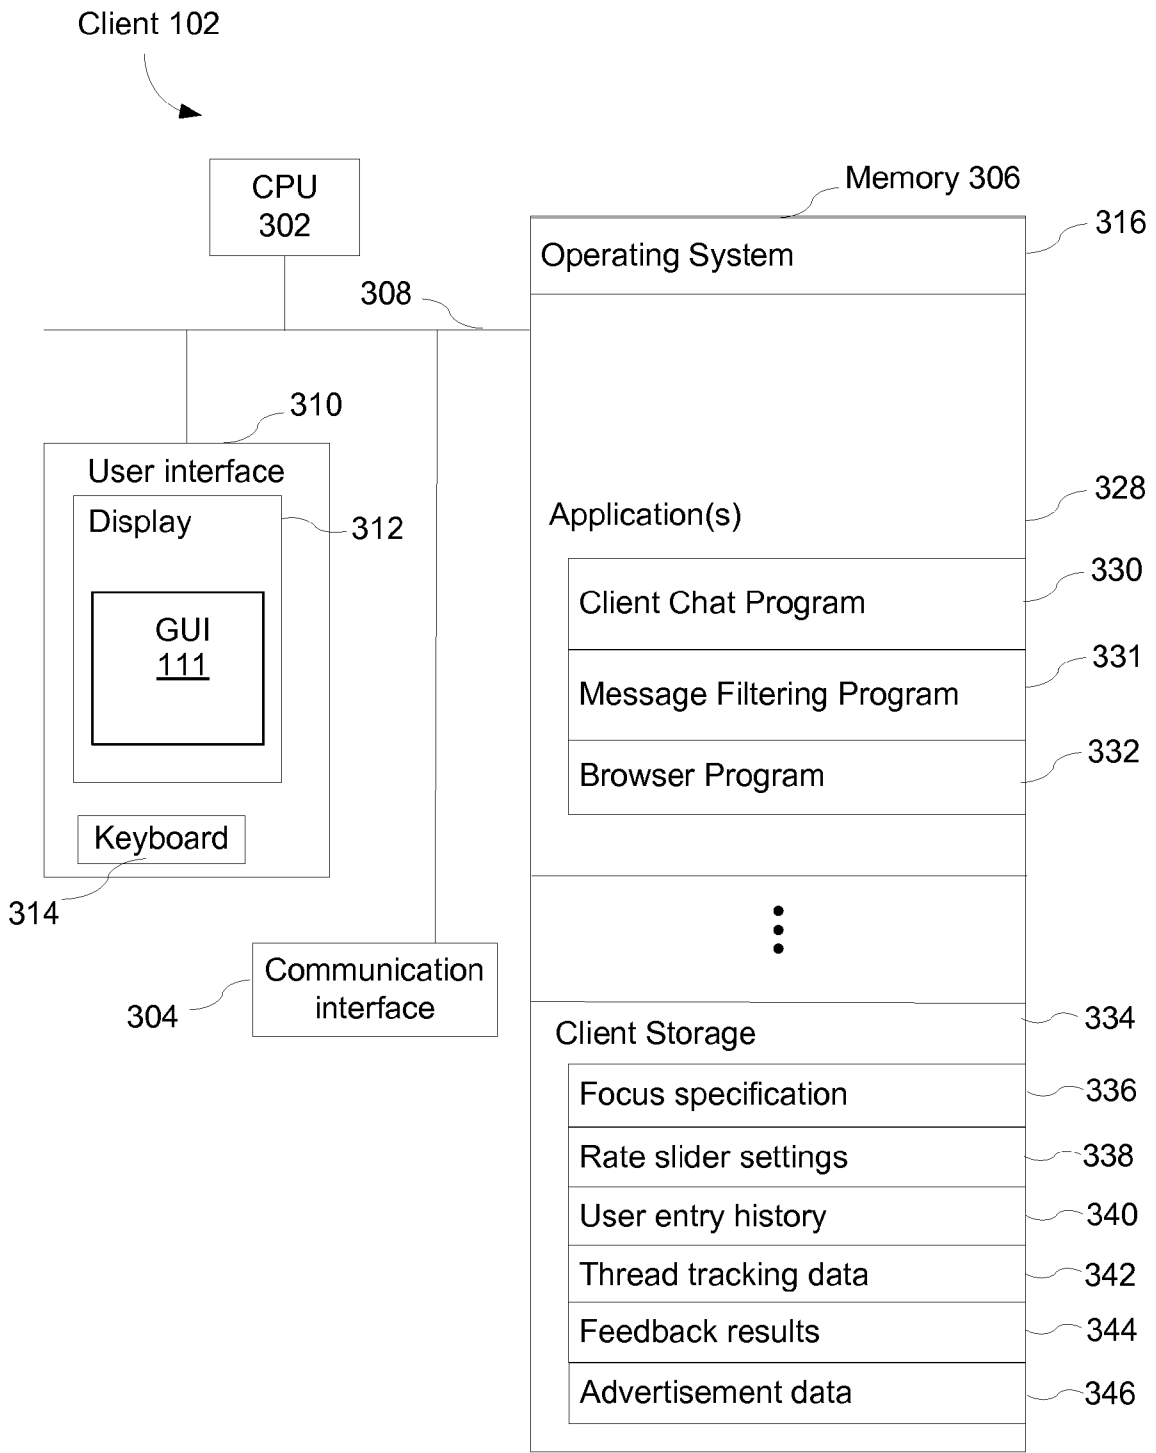 Client 102
CPU
302
Memory 306
316
Operating System
308
310
User interface
Display
312
GUI
111
Keyboard
314
Communication
interface
304
328
Application(s)
330
Client Chat Program
331
Message Filtering Program
332
Browser Program
334
Client Storage
Focus specification
336
Rate slider settings
338
User entry history
340
Thread tracking data
342
Feedback results
344
Advertisement data
346